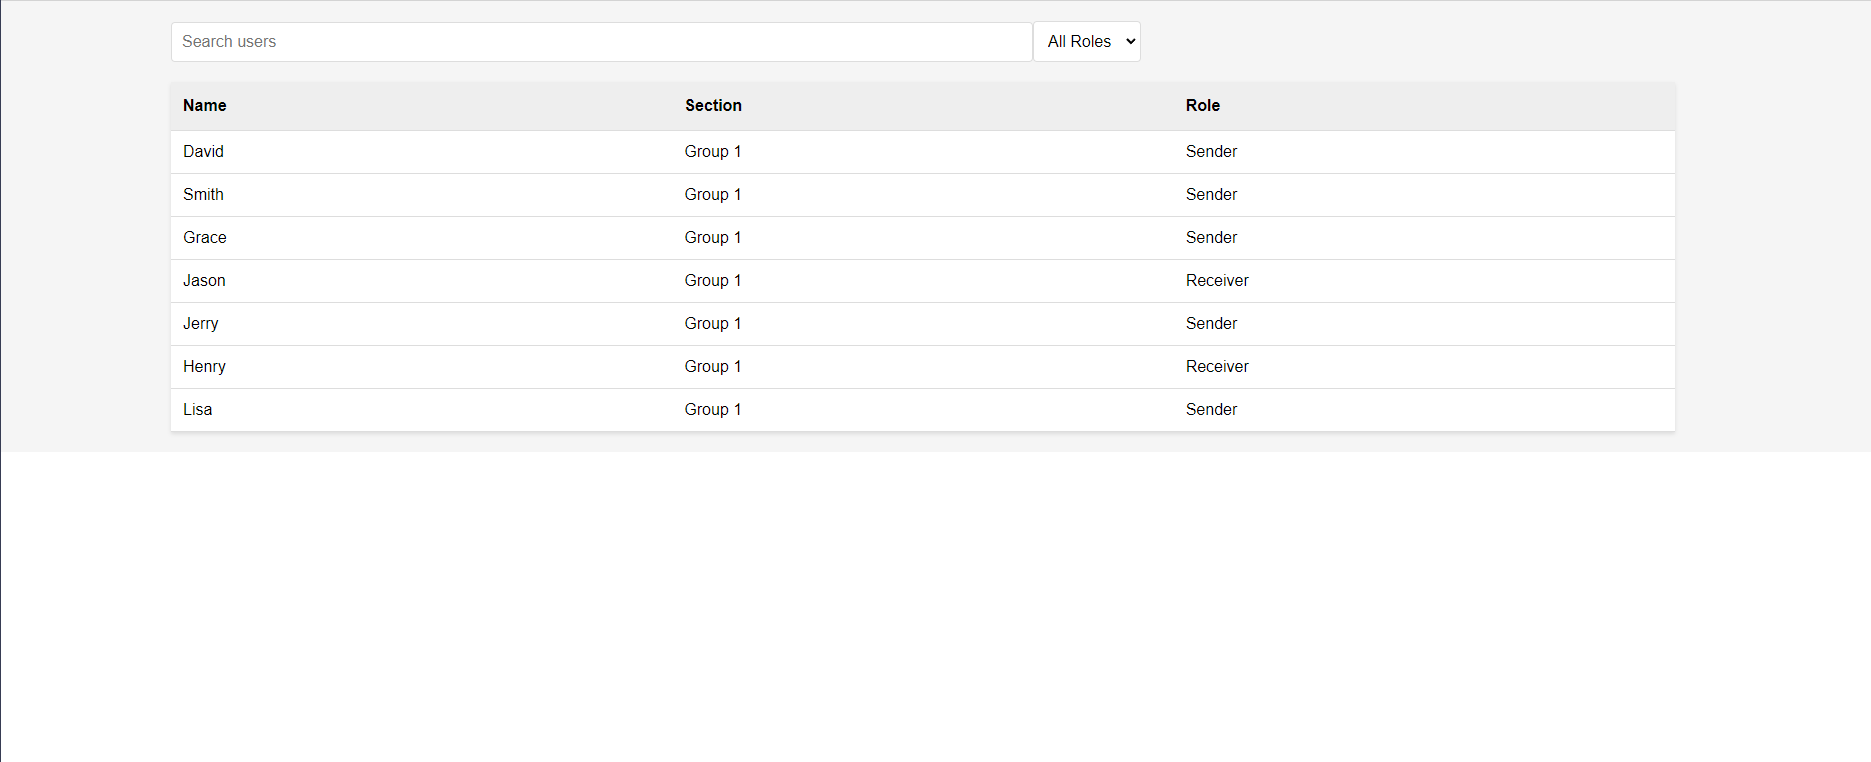 Search users All Roles
Name Section Role
David Group 1 Sender
Smith Group 1 Sender
Grace Group 1 Sender
Jason Group 1 Receiver
Jerry Group 1 Sender
Henry Group 1 Receiver
Lisa Group 1 Sender